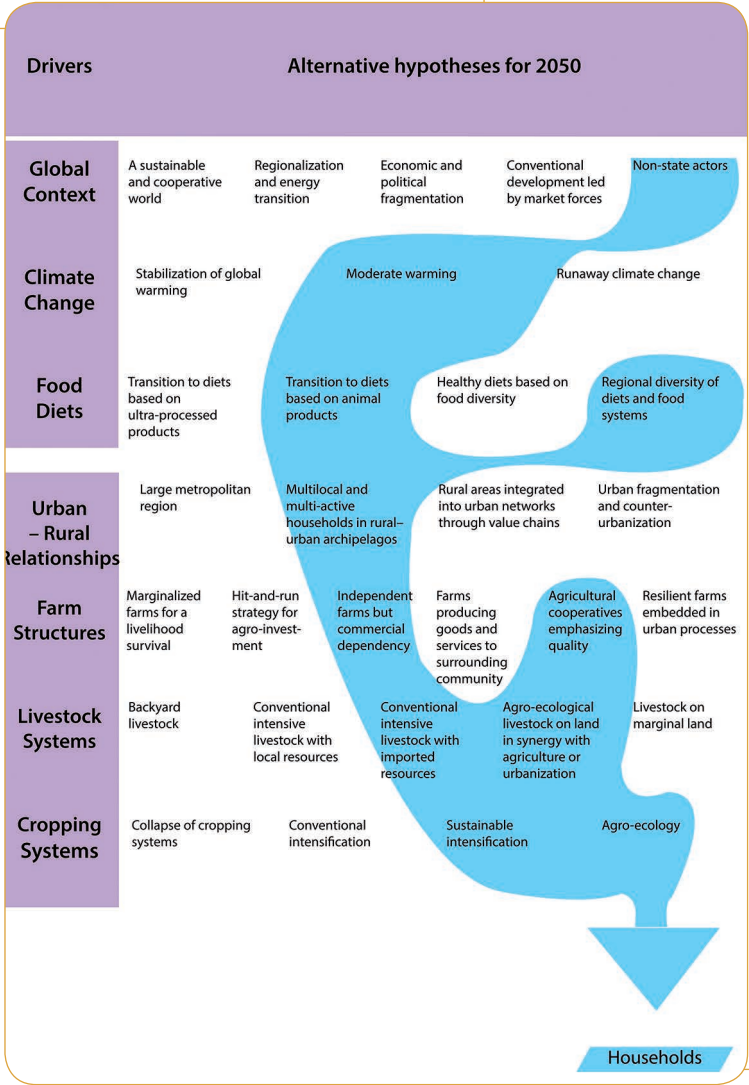 Drivers
Alternative hypotheses for 2050
Global
Context
A sustainable
and cooperative
world
Regionalization
and energy
transition
Economic and
political
fragmentation
Conventional
development led
by market forces
Non-state actors
Climate
Change
Stabilization of global
warming
Moderate warming
Runaway climate change
Food
Diets
Transition to diets
based on
ultra-processed
products
Transition to diets
based on animal
products
Healthy diets based on
food diversity
Regional diversity of
diets and food
systems
Urban
– Rural
Relationships
Large metropolitan
region
Multilocal and
multi-active
households in rural–
urban archipelagos
Rural areas integrated
into urban networks
through value chains
Urban fragmentation
and counter-
urbanization
Farm
Structures
Marginalized
farms for a
livelihood
survival
Hit-and-run
strategy for
agro-invest-
ment
Independent
farms but
commercial
dependency
Farms
producing
goods and
services to
surrounding
community
Agricultural
cooperatives
emphasizing
quality
Resilient farms
embedded in
urban processes
Livestock
Systems
Backyard
livestock
Conventional
intensive
livestock with
local resources
Conventional
intensive
livestock with
imported
resources
Agro-ecological
livestock on land
in synergy with
agriculture or
urbanization
Livestock on
marginal land
Cropping
Systems
Collapse of cropping
systems
Conventional
intensification
Sustainable
intensification
Agro-ecology
Households